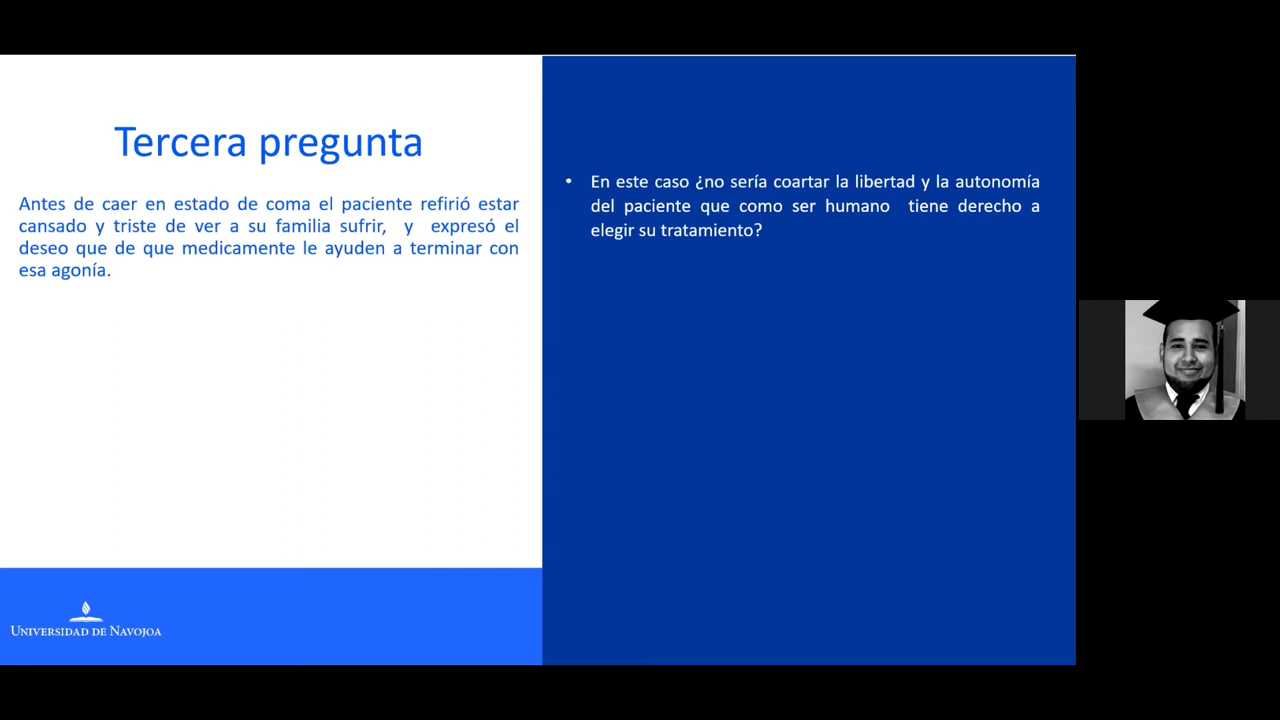 Tercera pregunta
Antes de caer en estado de coma el paciente refirió estar
cansado y triste de ver a su familia sufrir, y expresó el
deseo que de que medicamente le ayuden a terminar con
esa agonía.
• En este caso ¿no sería coartar la libertad y la autonomía
del paciente que como ser humano tiene derecho a
elegir su tratamiento?
UNIVERSIDAD DE NAVOJOA